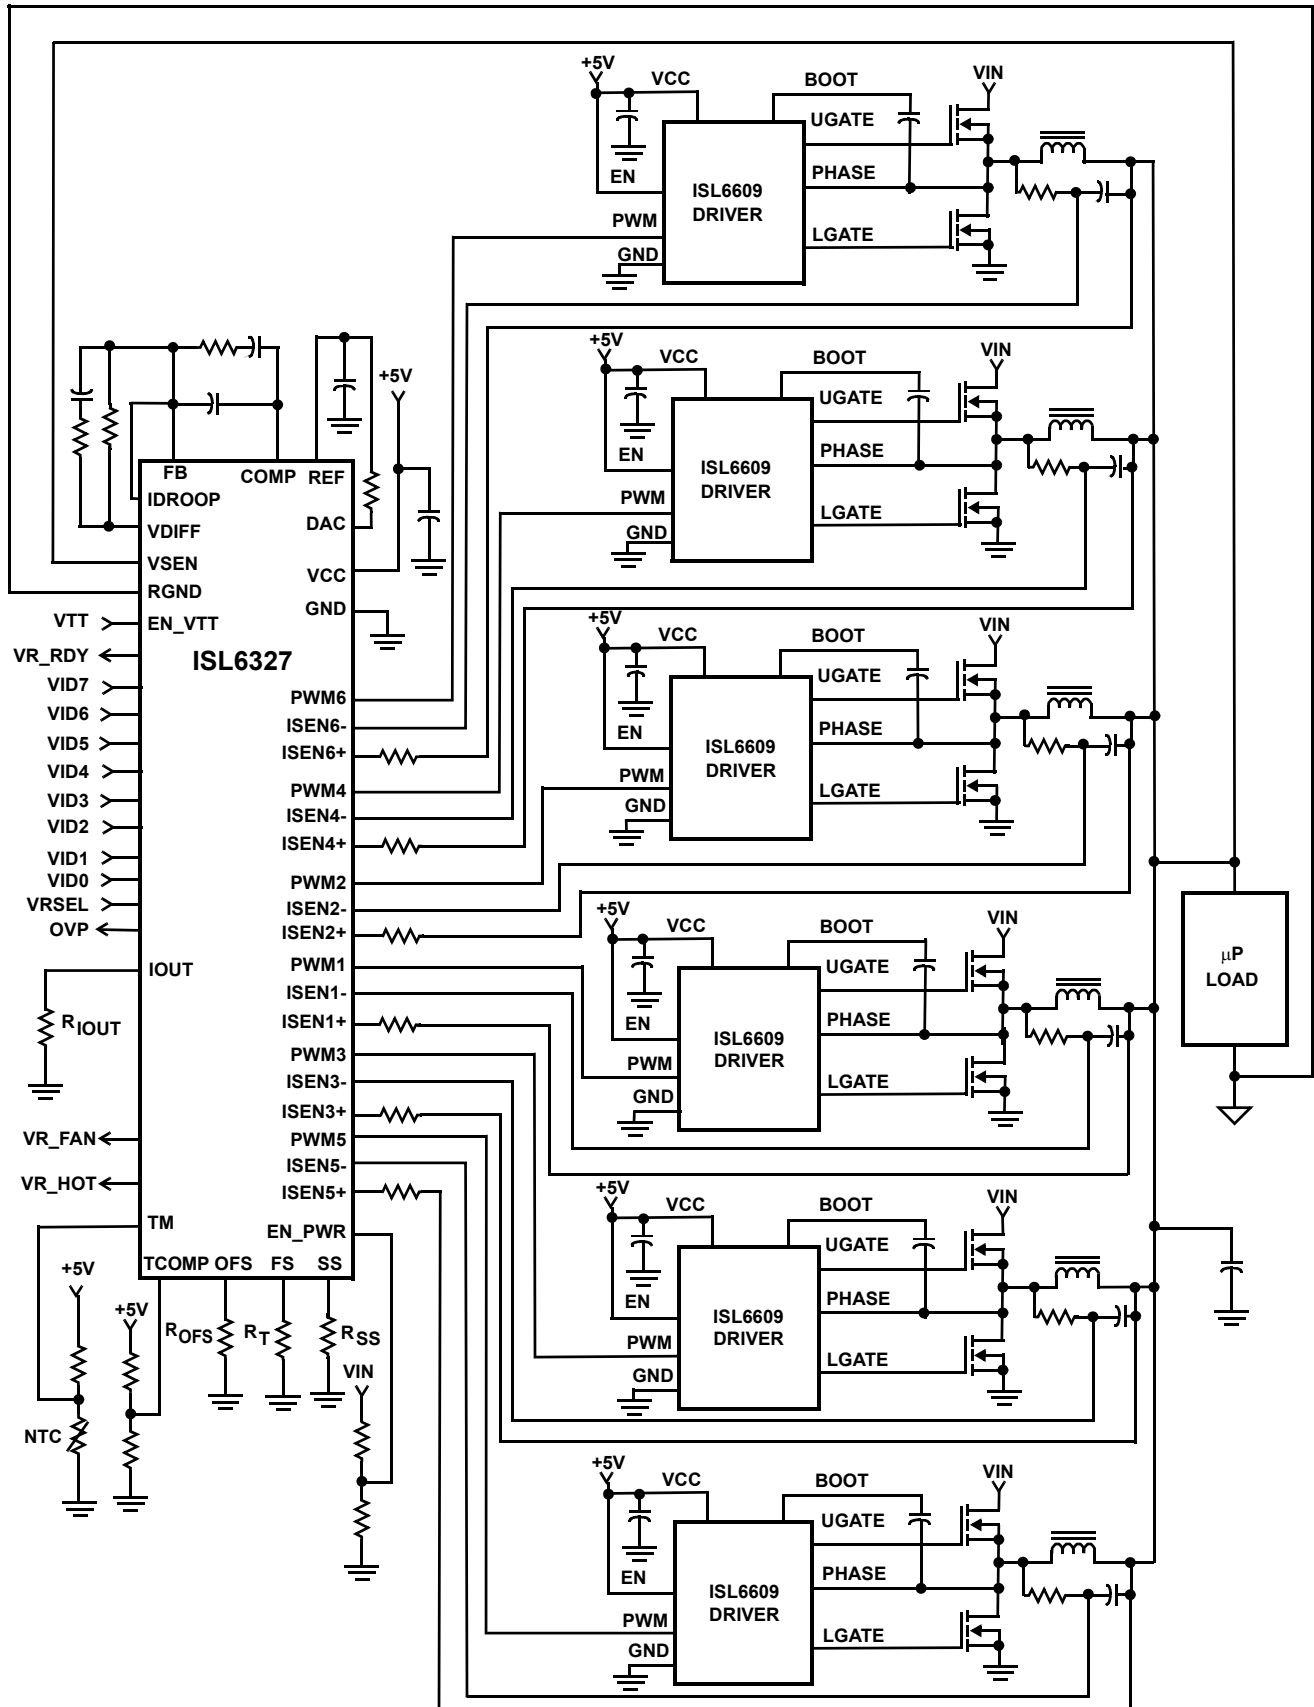 +5V
VCC
BOOT
VIN
UGATE
EN
PHASE
ISL6609
DRIVER
PWM
LGATE
GND
+5V
VCC
BOOT
VIN
UGATE
EN
PHASE
ISL6609
DRIVER
PWM
LGATE
GND
+5V
VCC
BOOT
VIN
UGATE
EN
PHASE
ISL6609
DRIVER
PWM
LGATE
GND
+5V
VCC
BOOT
VIN
UGATE
EN
PHASE
ISL6609
DRIVER
PWM
LGATE
GND
+5V
VCC
BOOT
VIN
UGATE
EN
PHASE
ISL6609
DRIVER
PWM
LGATE
GND
+5V
VCC
BOOT
VIN
UGATE
EN
PHASE
ISL6609
DRIVER
PWM
LGATE
GND
+5V
FB
COMP
REF
IDROOP
VDIFF
DAC
VSEN
VCC
RGND
GND
VTT
EN_VTT
VR_RDY
ISL6327
VID7
VID6
VID5
VID4
VID3
VID2
VID1
VID0
VRSEL
OVP
IOUT
RIOUT
VR_FAN
VR_HOT
TM
PWM6
ISEN6-
ISEN6+
PWM4
ISEN4-
ISEN4+
PWM2
ISEN2-
ISEN2+
PWM1
ISEN1-
ISEN1+
PWM3
ISEN3-
ISEN3+
PWM5
ISEN5-
ISEN5+
EN_PWR
TCOMP
OFS
FS
SS
+5V
+5V
ROFS
RT
RSS
VIN
NTC
μP
LOAD